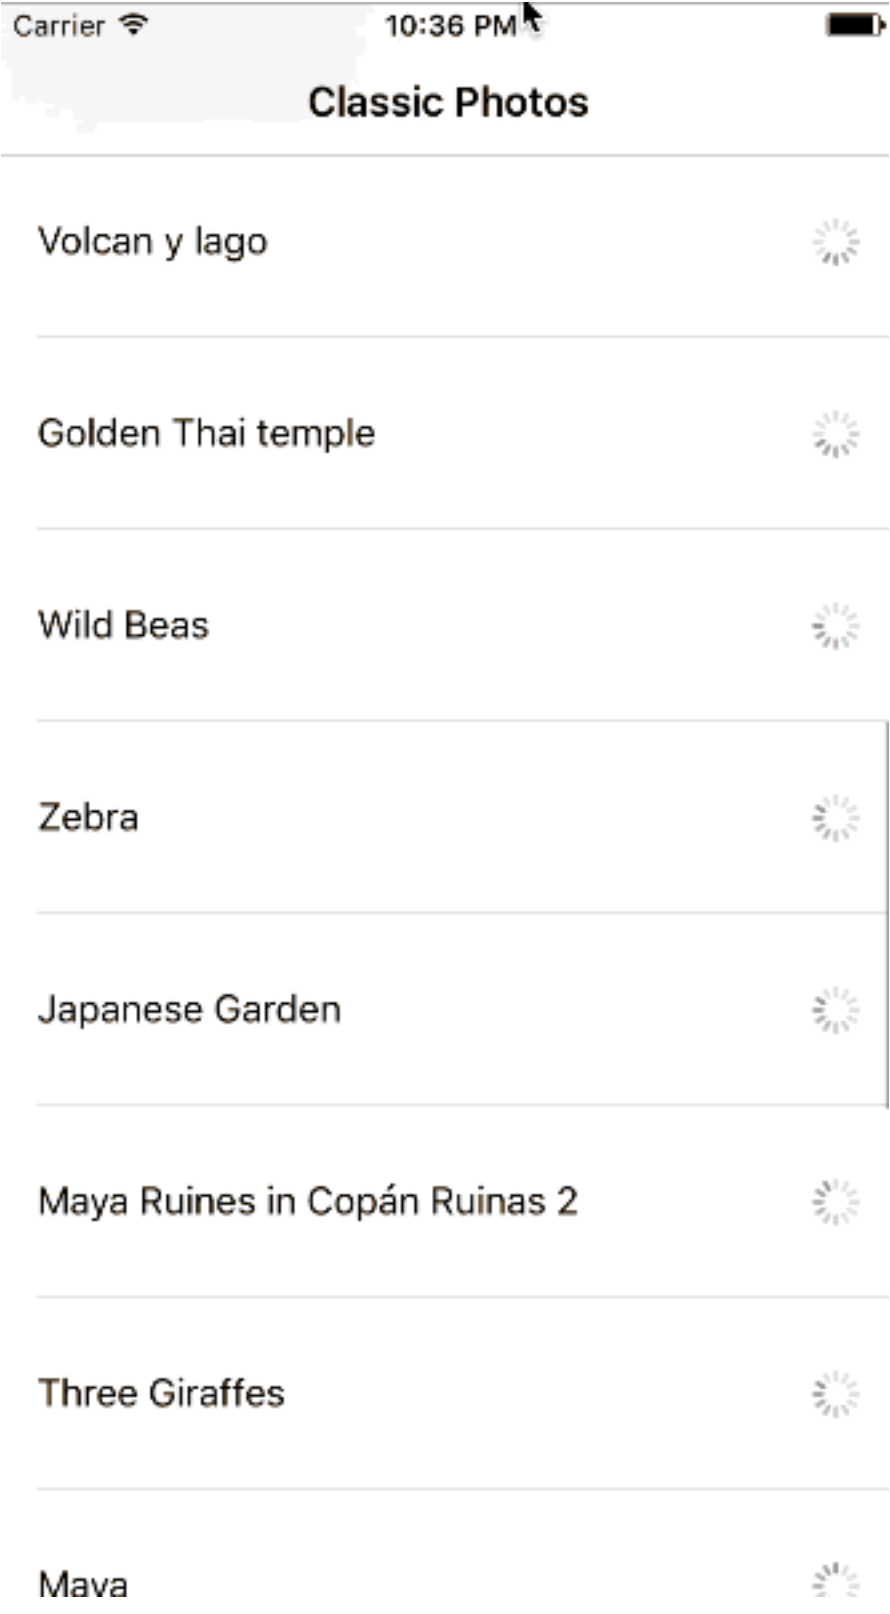 Carrier 10:36 PM
Classic Photos
Volcan y lago
Golden Thai temple
Wild Beas
Zebra
Japanese Garden
Maya Ruines in Copán Ruinas 2
Three Giraffes
Maya